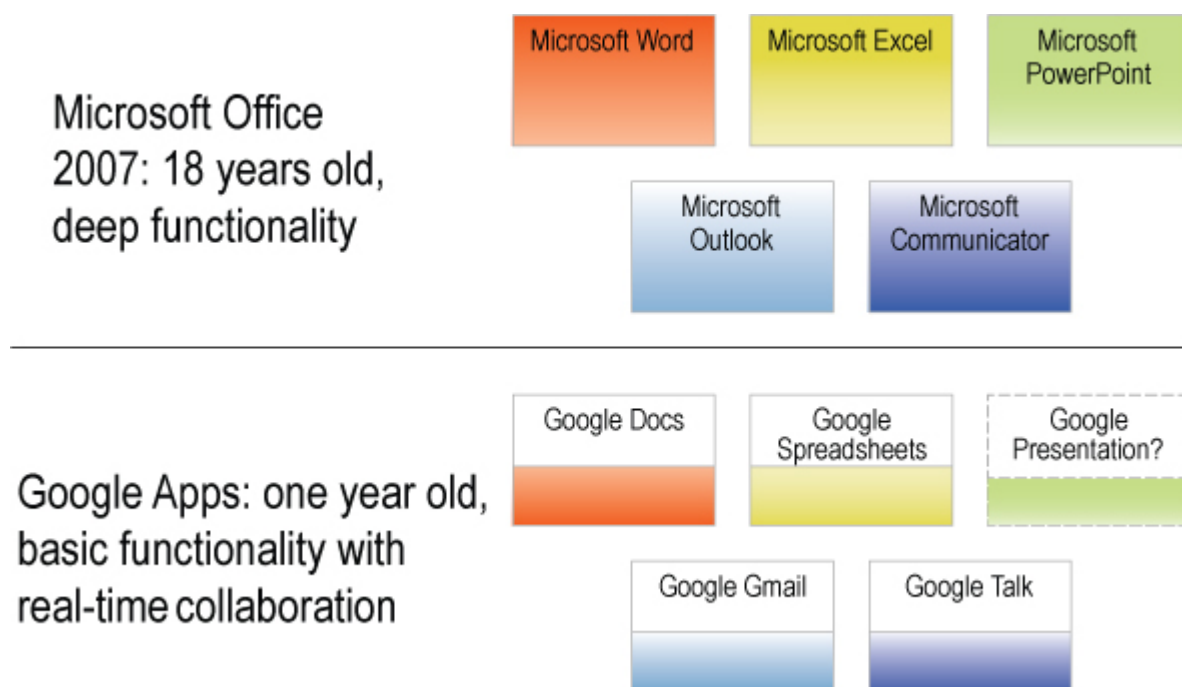 Microsoft Office
2007: 18 years old,
deep functionality
Microsoft Word
Microsoft Excel
Microsoft
PowerPoint
Microsoft
Outlook
Microsoft
Communicator
Google Apps: one year old,
basic functionality with
real-time collaboration
Google Docs
Google
Spreadsheets
Google
Presentation?
Google Gmail
Google Talk